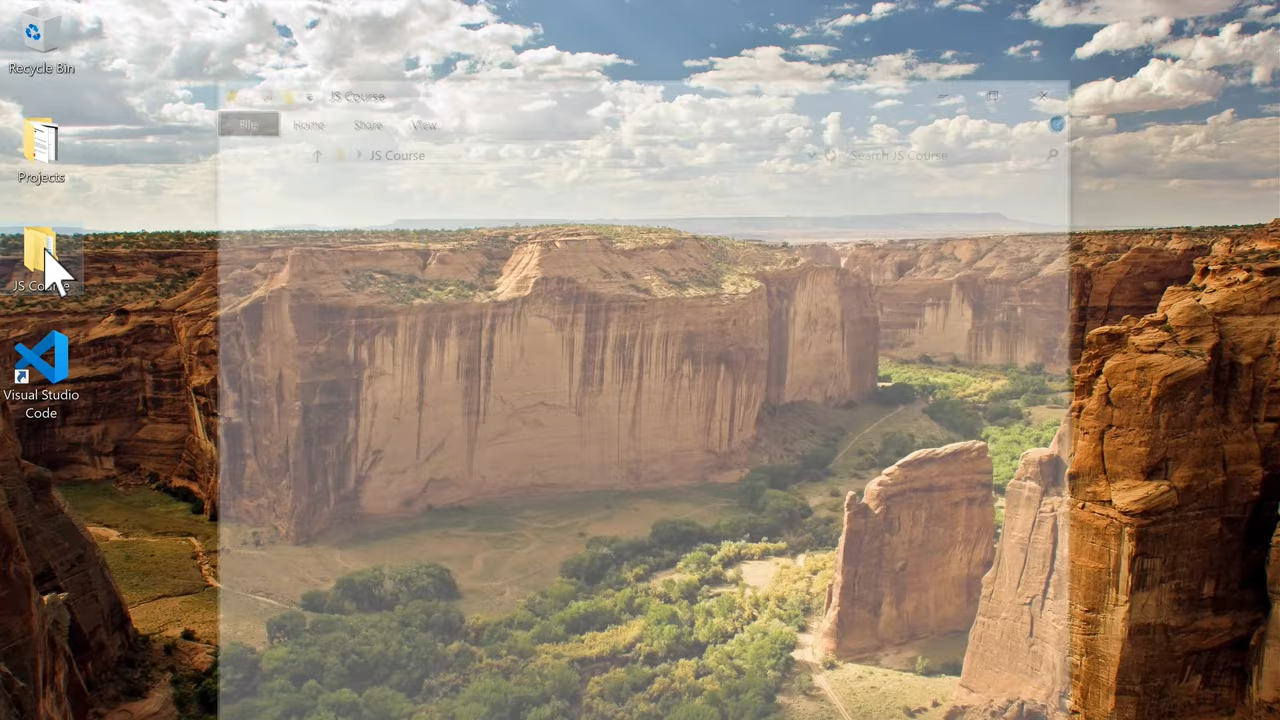 Recycle Bin
Projects
JS Course
Visual Studio
Code
JS Course
File Home Share View
JS Course
Search JS Course